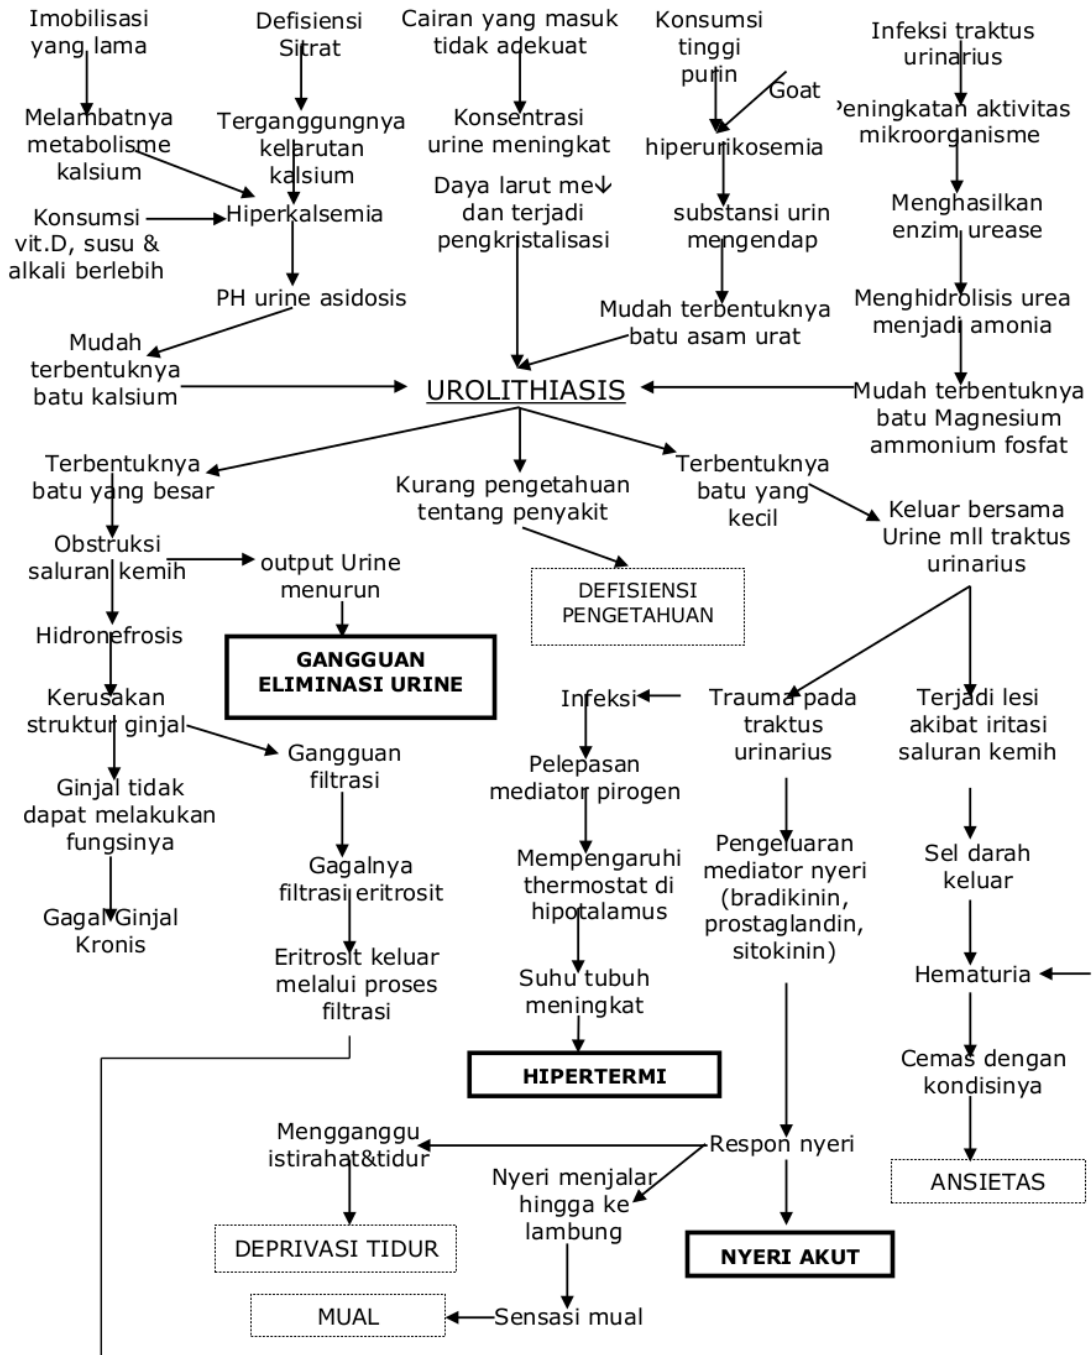 Imobilisasi
yang lama
Defisiensi
Sitrat
Cairan yang masuk
tidak adekuat
Konsumsi
tinggi
purin
Infeksi traktus
urinarius
Goat
Melambatnya
metabolisme
kalsium
Terganggungnya
kelarutan
kalsium
Konsentrasi
urine meningkat
hiperurikosemia
Peningkatan aktivitas
mikroorganisme
Konsumsi
vit.D, susu &
alkali berlebih
Hiperkalsemia
Daya larut me↓
dan terjadi
pengkristalisasi
substansi urin
mengendap
Menghasilkan
enzim urease
PH urine asidosis
Mudah terbentuknya
batu asam urat
Menghidrolisis urea
menjadi amonia
Mudah
terbentuknya
batu kalsium
UROLITHIASIS
Mudah terbentuknya
batu Magnesium
ammonium fosfat
Terbentuknya
batu yang besar
Kurang pengetahuan
tentang penyakit
Terbentuknya
batu yang
kecil
Keluar bersama
Urine mll traktus
urinarius
Obstruksi
saluran kemih
output Urine
menurun
DEFISIENSI
PENGETAHUAN
Hidronefrosis
GANGGUAN
ELIMINASI URINE
Kerusakan
struktur ginjal
Infeksi
Trauma pada
traktus
urinarius
Terjadi lesi
akibat iritasi
saluran kemih
Gangguan
filtrasi
Pelepasan
mediator pirogen
Ginjal tidak
dapat melakukan
fungsinya
Gagalnya
filtrasi eritrosit
Mempengaruhi
thermostat di
hipotalamus
Pengeluaran
mediator nyeri
(bradikinin,
prostaglandin,
sitokinin)
Sel darah
keluar
Gagal Ginjal
Kronis
Eritrosit keluar
melalui proses
filtrasi
Suhu tubuh
meningkat
Hematuria
HIPERTERMI
Cemas dengan
kondisinya
Mengganggu
istirahat&tidur
Respon nyeri
Nyeri menjalar
hingga ke
lambung
ANSIETAS
DEPRIVASI TIDUR
NYERI AKUT
MUAL
Sensasi mual